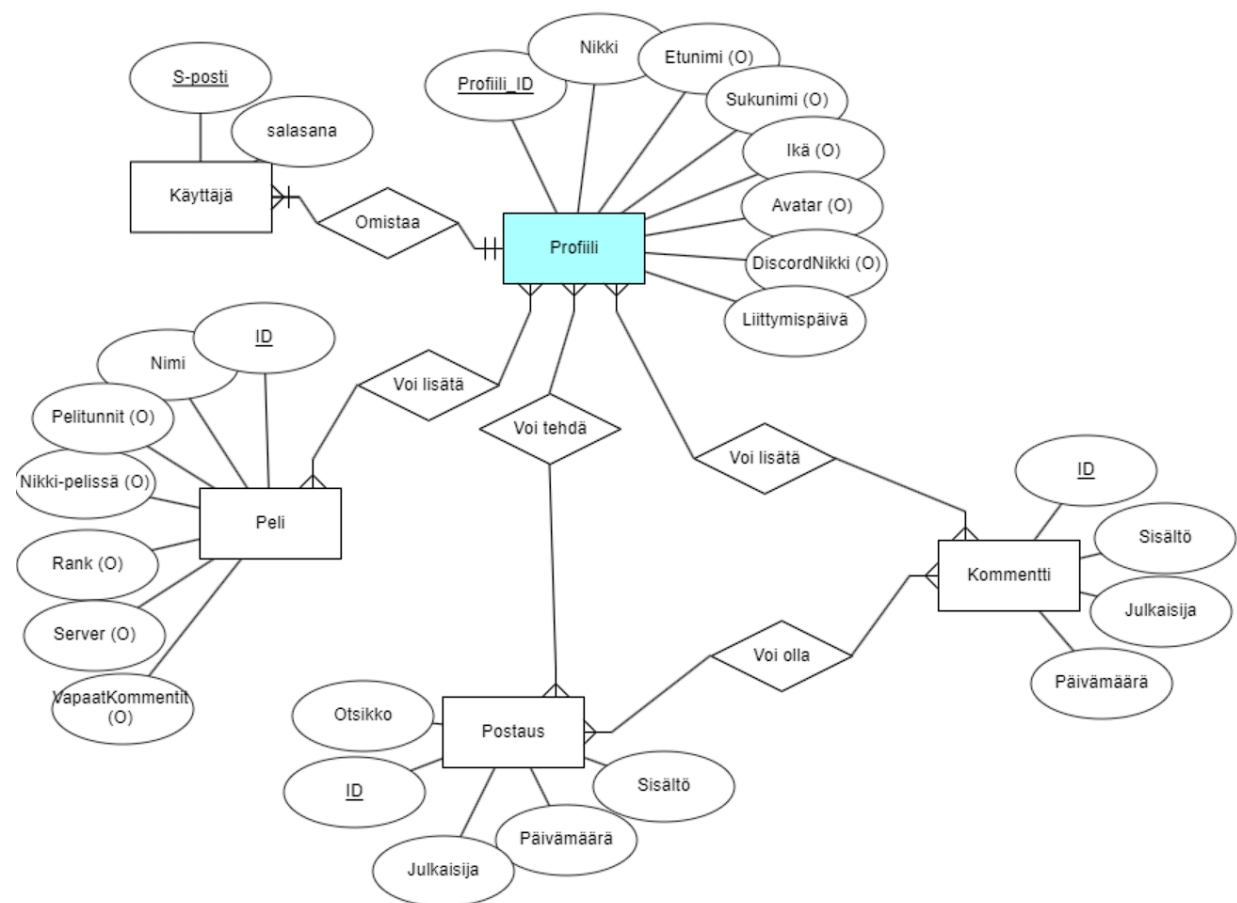 S-posti
salasana
Käyttäjä
Omistaa
Profiili_ID
Nikki
Etunimi (O)
Sukunimi (O)
Ikä (O)
Avatar (O)
DiscordNikki (O)
Liittymispäivä
Profiili
ID
Nimi
Pelitunnit (O)
Nikki-pelissä (O)
Rank (O)
Server (O)
VapaatKommentit
(O)
Peli
Voi lisätä
Voi tehdä
Voi lisätä
ID
Sisältö
Julkaisija
Päivämäärä
Kommentti
Voi olla
Otsikko
Postaus
ID
Sisältö
Päivämäärä
Julkaisija